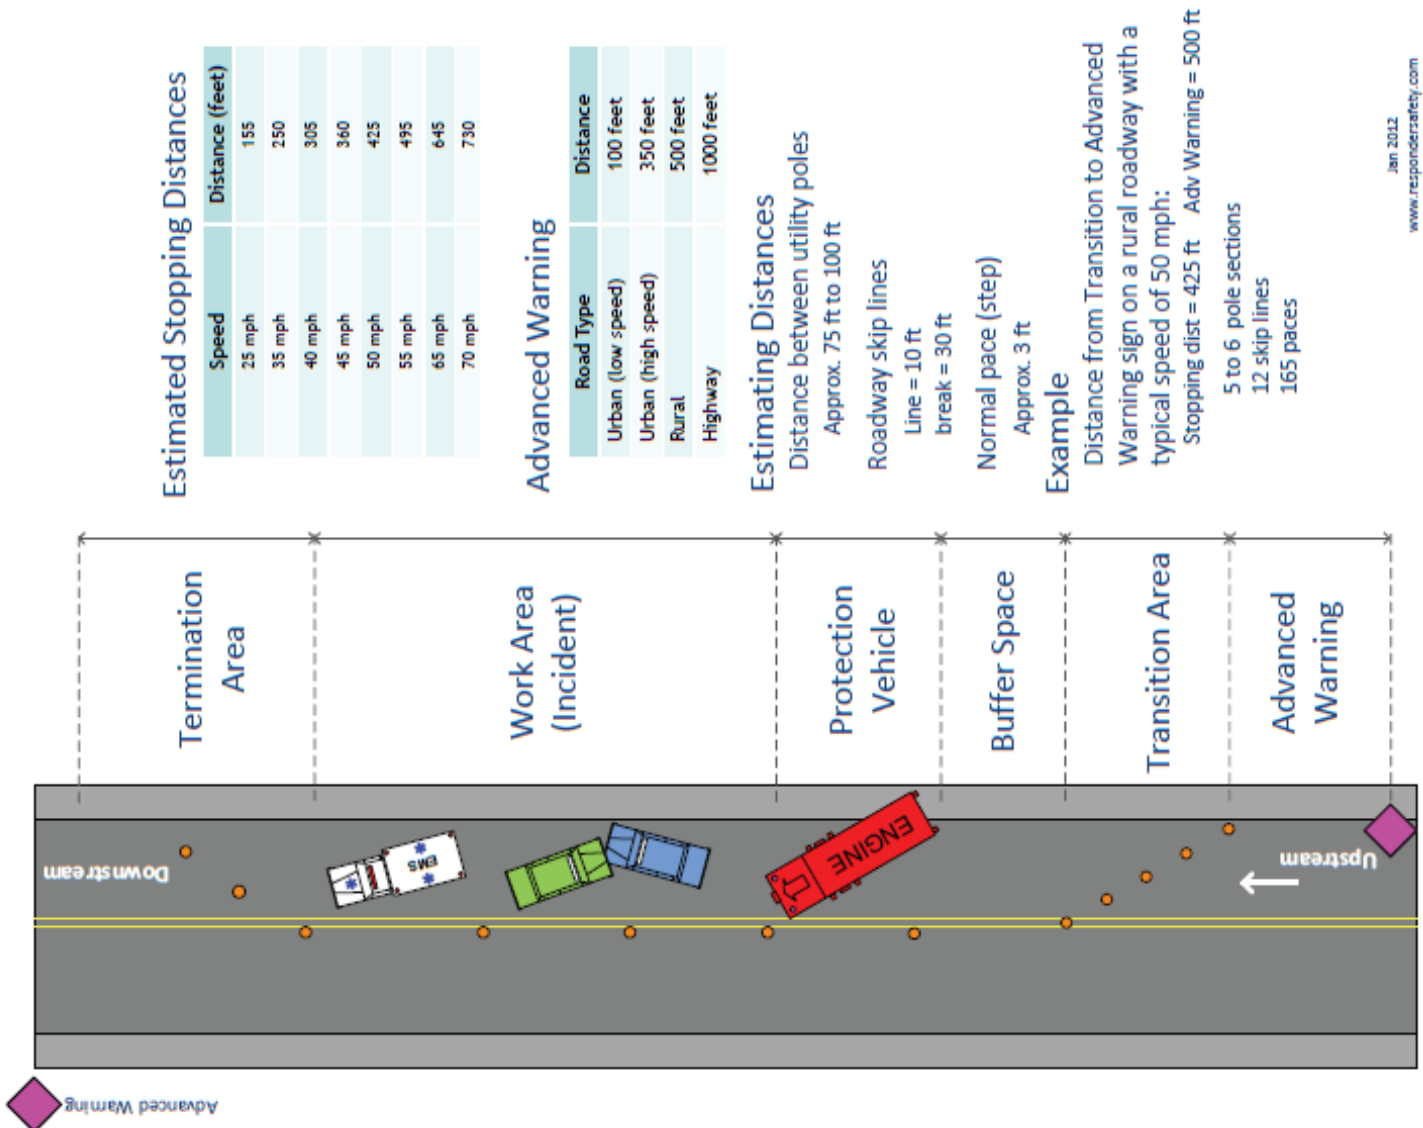 Estimated Stopping Distances
Speed Distance (feet)
25 mph 155
35 mph 250
40 mph 305
45 mph 360
50 mph 425
55 mph 495
65 mph 645
70 mph 730
Advanced Warning
Road Type Distance
Urban (low speed) 100 feet
Urban (high speed) 350 feet
Rural 500 feet
Highway 1000 feet
Estimating Distances
Distance between utility poles
Approx. 75 ft to 100 ft
Roadway skip lines
Line = 10 ft
break = 30 ft
Normal pace (step)
Approx. 3 ft
Example
Distance from Transition to Advanced
Warning sign on a rural roadway with a
typical speed of 50 mph:
Stopping dist = 425 ft Adv Warning = 500 ft
5 to 6 pole sections
12 skip lines
165 paces
Jan 2012
www.respondersafety.com
Termination
Area
Work Area
(Incident)
Protection
Vehicle
Buffer Space
Transition Area
Advanced
Warning
Downstream
EMS
ENGINE
Upstream
Advanced Warning